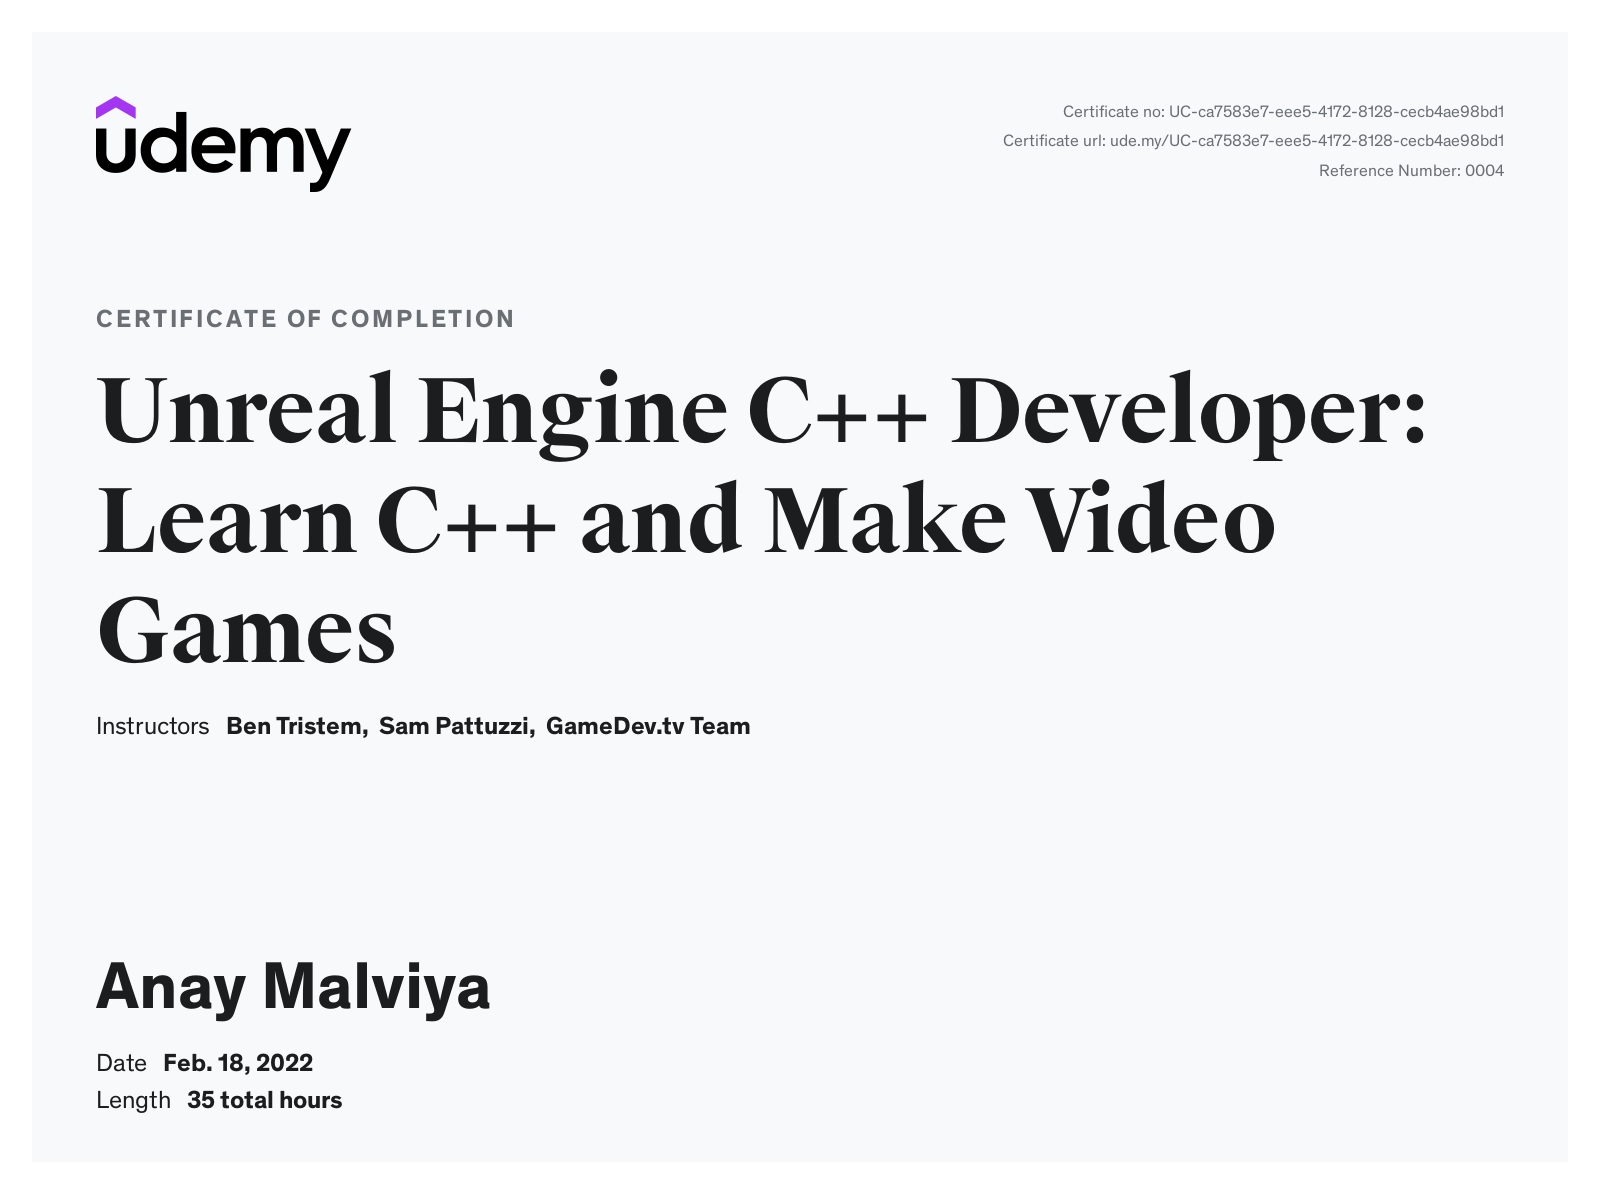 udemy
Certificate no: UC-ca7583e7-eee5-4172-8128-cecb4ae98bd1
Certificate url: ude.my/UC-ca7583e7-eee5-4172-8128-cecb4ae98bd1
Reference Number: 0004
CERTIFICATE OF COMPLETION
Unreal Engine C++ Developer:
Learn C++ and Make Video
Games
Instructors Ben Tristem, Sam Pattuzzi, GameDev.tv Team
Anay Malviya
Date Feb. 18, 2022
Length 35 total hours